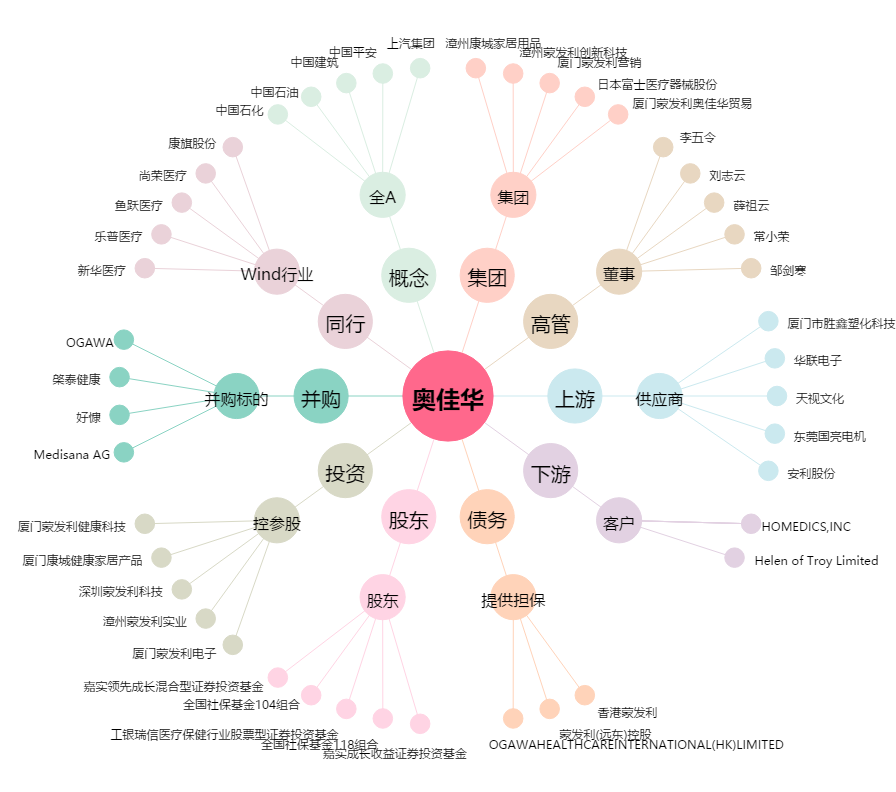 上汽集团
漳州康城家居用品
中国平安
漳州蒙发利创新科技
中国建筑
厦门蒙发利营销
中国石油
日本富士医疗器械股份
中国石化
厦门蒙发利奥佳华贸易
康旗股份
李五令
尚荣医疗
刘志云
鱼跃医疗
薛祖云
乐普医疗
常小荣
新华医疗
邹剑寒
全A
集团
Wind行业
董事
概念
集团
同行
高管
OGAWA
厦门市胜鑫塑化科技
棨泰健康
华联电子
并购标的
并购
奥佳华
上游
供应商
天视文化
好慷
东莞国亮电机
Medisana AG
安利股份
投资
下游
控参股
客户
股东
债务
厦门蒙发利健康科技
HOMEDICS,INC
厦门康城健康家居产品
Helen of Troy Limited
深圳蒙发利科技
股东
提供担保
漳州蒙发利实业
厦门蒙发利电子
嘉实领先成长混合型证券投资基金
全国社保基金104组合
香港蒙发利
工银瑞信医疗保健行业股票型证券投资基金
蒙发利(远东)控股
全国社保基金118组合
OGAWAHEALTHCAREINTERNATIONAL(HK)LIMITED
嘉实成长收益证券投资基金